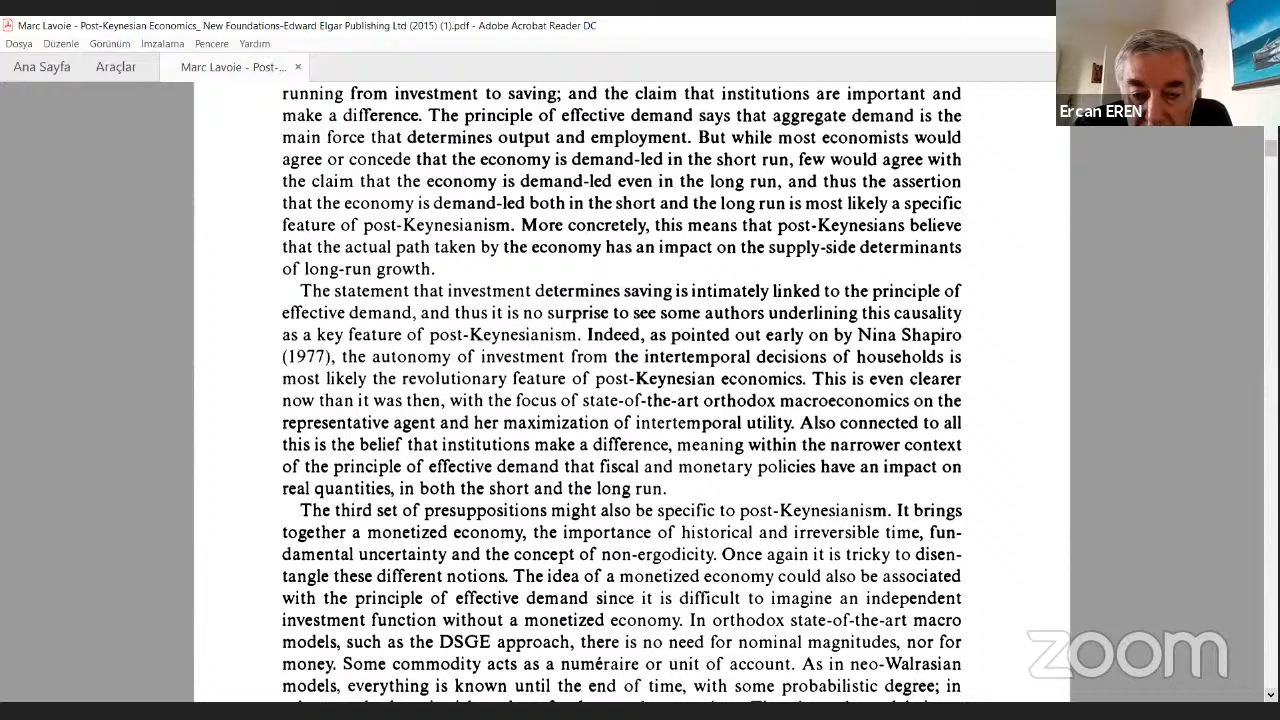 Marc Lavoie - Post-Keynesian Economics_ New Foundations-Edward Elgar Publishing Ltd (2015) (1).pdf - Adobe Acrobat Reader DC
Dosya Düzenle Görünüm İmzalama Pencere Yardım
Ana Sayfa Araçlar Marc Lavoie - Post-... ×
Ercan EREN
running from investment to saving; and the claim that institutions are important and
make a difference. The principle of effective demand says that aggregate demand is the
main force that determines output and employment. But while most economists would
agree or concede that the economy is demand-led in the short run, few would agree with
the claim that the economy is demand-led even in the long run, and thus the assertion
that the economy is demand-led both in the short and the long run is most likely a specific
feature of post-Keynesianism. More concretely, this means that post-Keynesians believe
that the actual path taken by the economy has an impact on the supply-side determinants
of long-run growth.
The statement that investment determines saving is intimately linked to the principle of
effective demand, and thus it is no surprise to see some authors underlining this causality
as a key feature of post-Keynesianism. Indeed, as pointed out early on by Nina Shapiro
(1977), the autonomy of investment from the intertemporal decisions of households is
most likely the revolutionary feature of post-Keynesian economics. This is even clearer
now than it was then, with the focus of state-of-the-art orthodox macroeconomics on the
representative agent and her maximization of intertemporal utility. Also connected to all
this is the belief that institutions make a difference, meaning within the narrower context
of the principle of effective demand that fiscal and monetary policies have an impact on
real quantities, in both the short and the long run.
The third set of presuppositions might also be specific to post-Keynesianism. It brings
together a monetized economy, the importance of historical and irreversible time, fun-
damental uncertainty and the concept of non-ergodicity. Once again it is tricky to disen-
tangle these different notions. The idea of a monetized economy could also be associated
with the principle of effective demand since it is difficult to imagine an independent
investment function without a monetized economy. In orthodox state-of-the-art macro
models, such as the DSGE approach, there is no need for nominal magnitudes, nor for
money. Some commodity acts as a numéraire or unit of account. As in neo-Walrasian
models, everything is known until the end of time, with some probabilistic degree; in
zoom